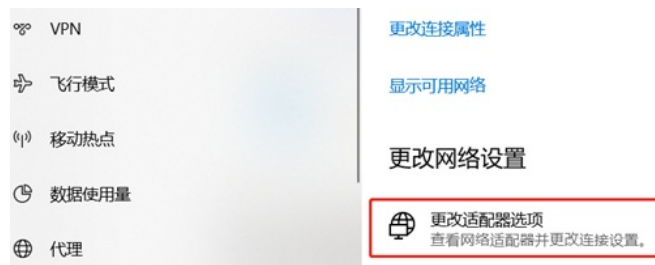 VPN
飞行模式
移动热点
数据使用量
代理
更改连接属性
显示可用网络
更改网络设置
更改适配器选项
查看网络适配器并更改连接设置。